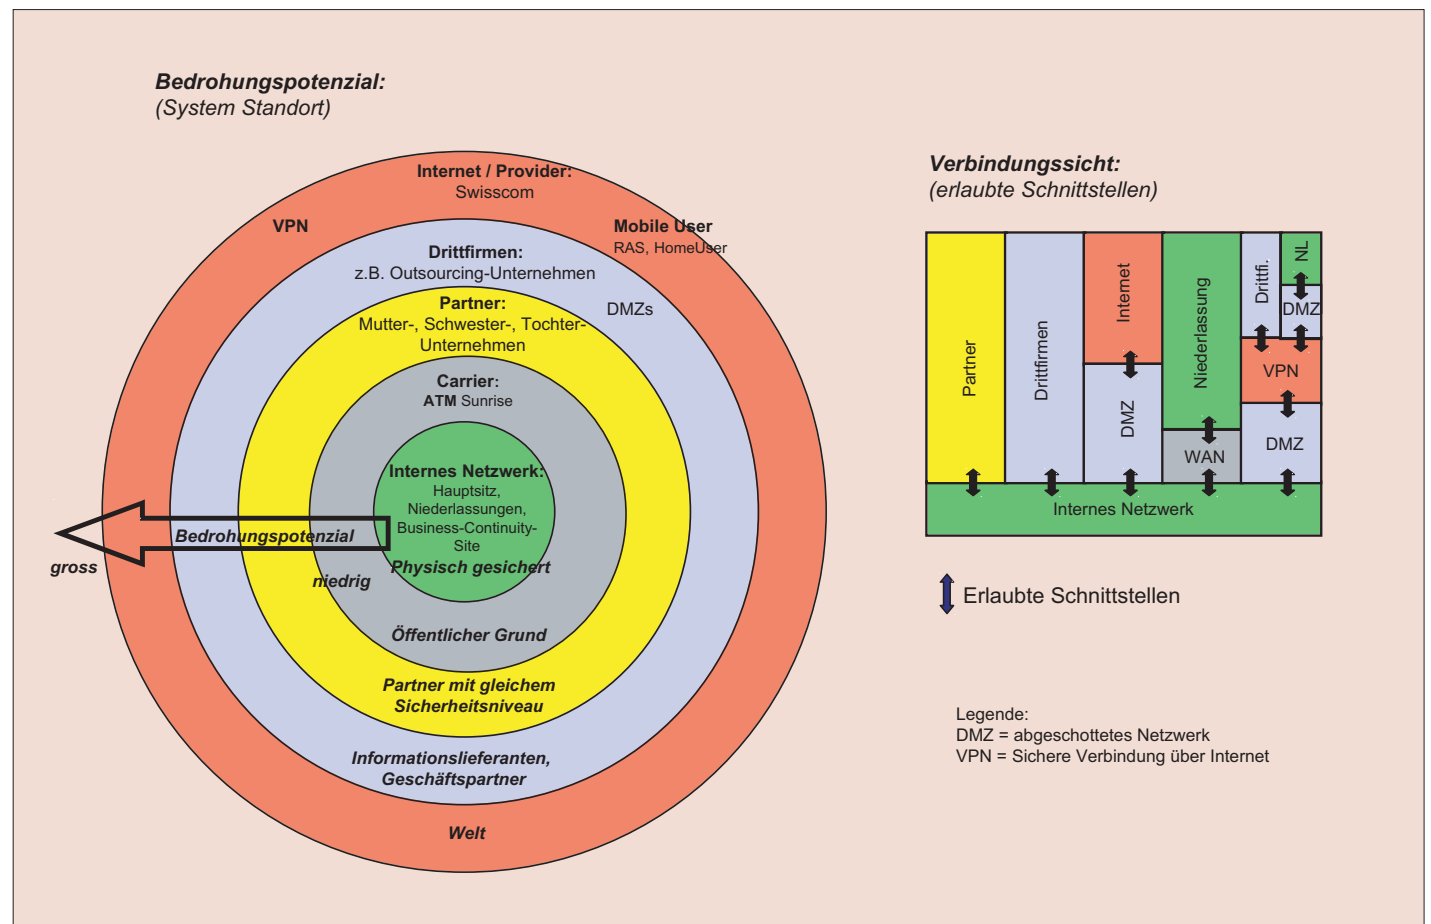 Bedrohungspotenzial:
(System Standort)
Internet / Provider:
Swisscom
VPN
Mobile User
RAS, HomeUser
Drittfirmen:
z.B. Outsourcing-Unternehmen
DMZs
Partner:
Mutter-, Schwester-, Tochter-
Unternehmen
Carrier:
ATM Sunrise
Internes Netzwerk:
Hauptsitz,
Niederlassungen,
Business-Continuity-
Site
Physisch gesichert
Bedrohungspotenzial
gross
niedrig
Öffentlicher Grund
Partner mit gleichem
Sicherheitsniveau
Informationslieferanten,
Geschäftspartner
Welt
Verbindungssicht:
(erlaubte Schnittstellen)
Partner
Drittfirmen
Internet
DMZ
Niederlassung
WAN
Drittfi.
NL
DMZ
VPN
DMZ
Internes Netzwerk
Erlaubte Schnittstellen
Legende:
DMZ = abgeschottetes Netzwerk
VPN = Sichere Verbindung über Internet